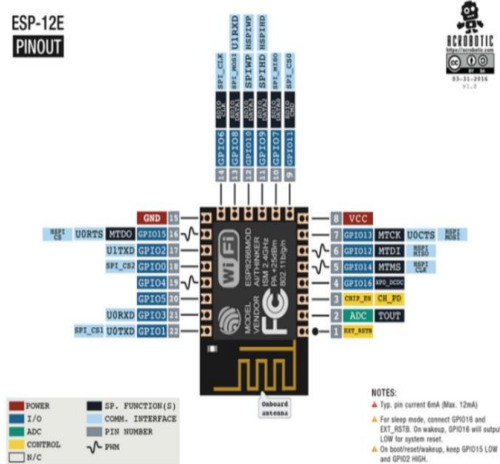 ESP-12E
PINOUT
ACROBOTIC
https://acrobotic.com/
03-31-2016
v1.0
SPI_CLK
SPI_MOSI U1RXD
SPIWP HSPIWP
SPIHD HSPIHD
SPI_MISO
SPI_CS0
GPIO6
GPIO8
GPIO10
GPIO9
GPIO7
GPIO11
14
13
12
11
10
9
GND 15
HSPI CS U0RTS MTDO GPIO15 16
U1TXD GPIO2 17
SPI_CS2 GPIO0 18
GPIO4 19
GPIO5 20
U0RXD GPIO3 21
SPI_CS1 U0TXD GPIO1 22
8 VCC
7 GPIO13 MTCK U0CTS HSPI MOSI
6 GPIO12 MTDI HSPI MISO
5 GPIO14 MTMS HSPI CLK
4 GPIO16 XPD_DCDC
3 CHIP_EN CH_PD
2 ADC TOUT
1 EXT_RSTB
WiFi
MODEL ESP8266MOD
VENDOR AI/THINKER
ISM 2.4GHz
PA +25dBm
802.11b/g/n
FC
Onboard
antenna
POWER
I/O
ADC
CONTROL
N/C
SP. FUNCTION(S)
COMM. INTERFACE
PIN NUMBER
PWM
NOTES:
Typ. pin current 6mA (Max. 12mA)
For sleep mode, connect GPIO16 and
EXT_RSTB. On wakeup, GPIO16 will output
LOW for system reset.
On boot/reset/wakeup, keep GPIO15 LOW
and GPIO2 HIGH.